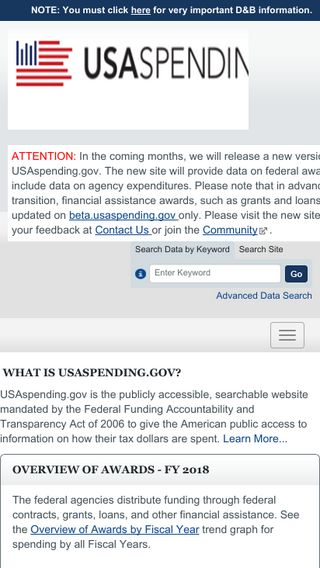 NOTE: You must click here for very important D&B information.
USASPENDIN
ATTENTION: In the coming months, we will release a new versio
USAspending.gov. The new site will provide data on federal awa
include data on agency expenditures. Please note that in advanc
transition, financial assistance awards, such as grants and loans
updated on beta.usaspending.gov only. Please visit the new site
your feedback at Contact Us or join the Community .
Search Data by Keyword Search Site
Enter Keyword Go
Advanced Data Search
WHAT IS USASPENDING.GOV?
USAspending.gov is the publicly accessible, searchable website
mandated by the Federal Funding Accountability and
Transparency Act of 2006 to give the American public access to
information on how their tax dollars are spent. Learn More...
OVERVIEW OF AWARDS - FY 2018
The federal agencies distribute funding through federal
contracts, grants, loans, and other financial assistance. See
the Overview of Awards by Fiscal Year trend graph for
spending by all Fiscal Years.